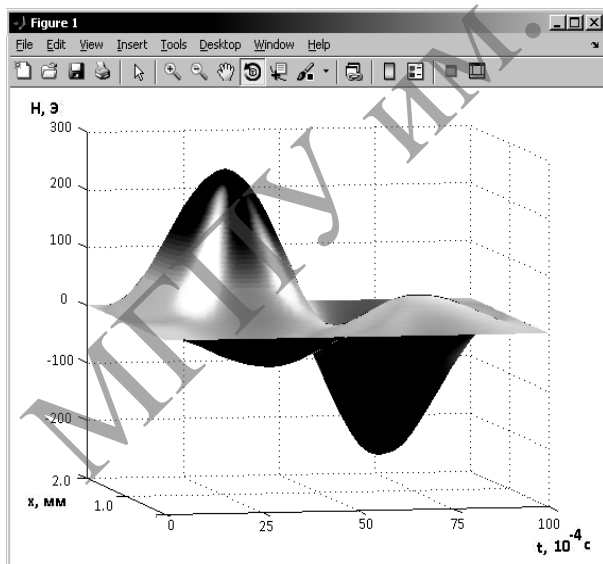 Figure 1
File Edit View Insert Tools Desktop Window Help
H, Э
300
200
100
0
-100
-200
2.0
x, мм
1.0
0
25
50
75
100
t, 10⁻⁴ с
МГПУ им.